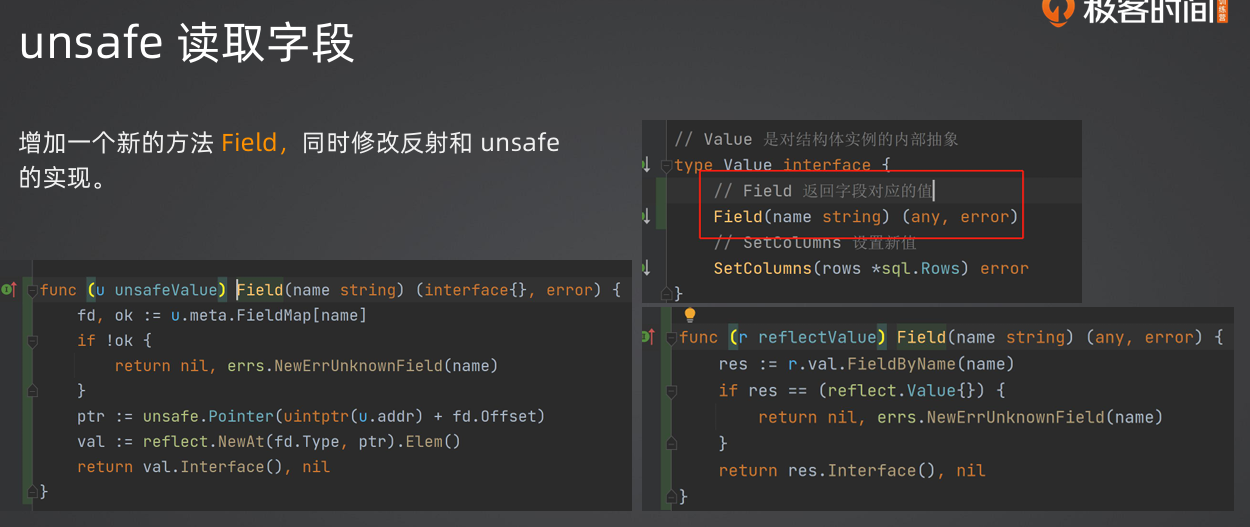 极客时间 训练营
unsafe 读取字段
增加一个新的方法 Field，同时修改反射和 unsafe
的实现。
// Value 是对结构体实例的内部抽象
type Value interface {
// Field 返回字段对应的值
Field(name string) (any, error)
// SetColumns 设置新值
SetColumns(rows *sql.Rows) error
}
func (u unsafeValue) Field(name string) (interface{}, error) {
fd, ok := u.meta.FieldMap[name]
if !ok {
return nil, errs.NewErrUnknownField(name)
}
ptr := unsafe.Pointer(uintptr(u.addr) + fd.Offset)
val := reflect.NewAt(fd.Type, ptr).Elem()
return val.Interface(), nil
}
func (r reflectValue) Field(name string) (any, error) {
res := r.val.FieldByName(name)
if res == (reflect.Value{}) {
return nil, errs.NewErrUnknownField(name)
}
return res.Interface(), nil
}